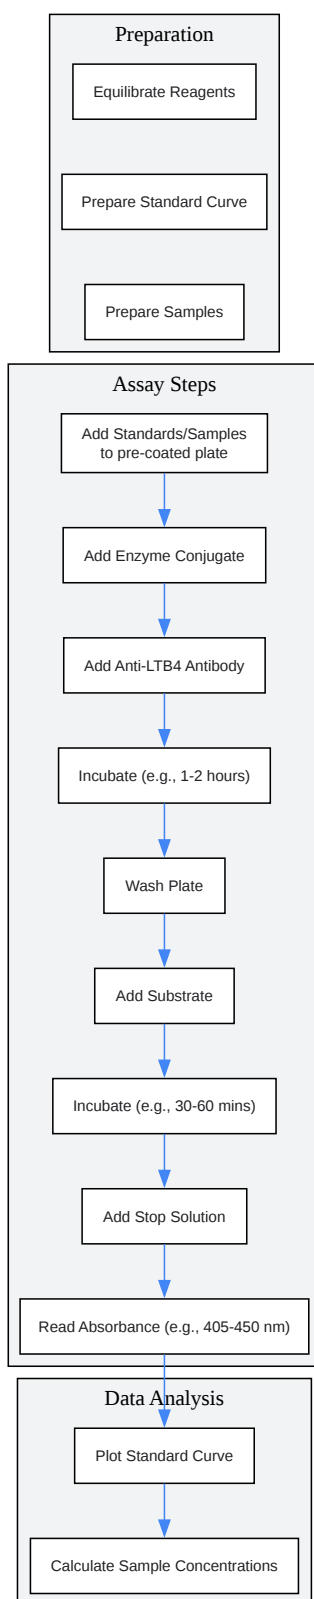 Preparation
Equilibrate Reagents
Prepare Standard Curve
Prepare Samples
Assay Steps
Add Standards/Samples
to pre-coated plate
Add Enzyme Conjugate
Add Anti-LTB4 Antibody
Incubate (e.g., 1-2 hours)
Wash Plate
Add Substrate
Incubate (e.g., 30-60 mins)
Add Stop Solution
Read Absorbance (e.g., 405-450 nm)
Data Analysis
Plot Standard Curve
Calculate Sample Concentrations